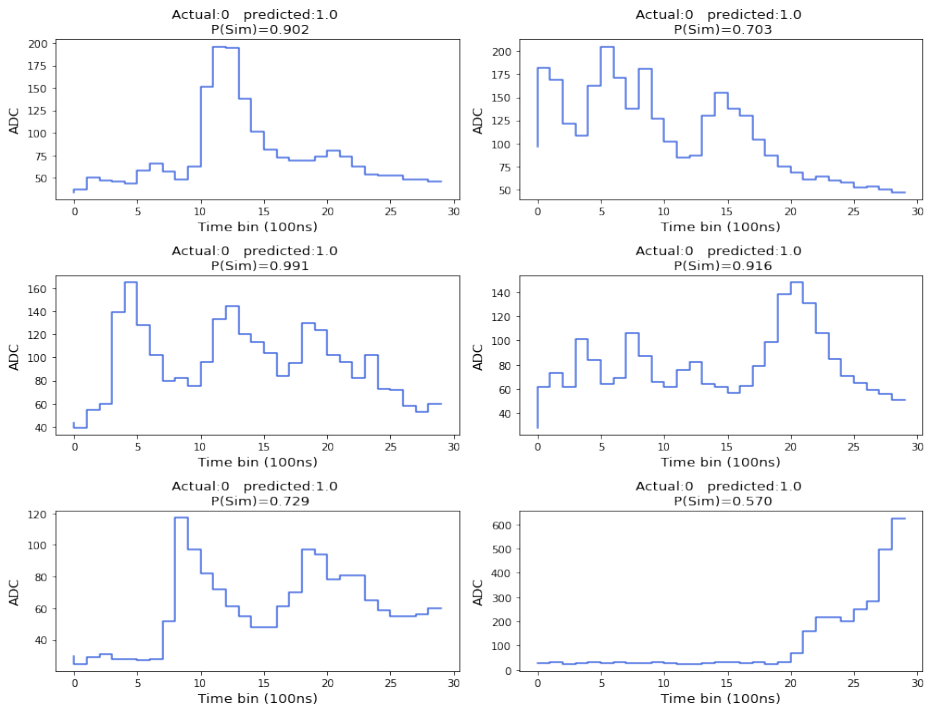 Actual:0   predicted:1.0
P(Sim)=0.902
200
175
150
125
100
75
50
ADC
0 5 10 15 20 25 30
Time bin (100ns)
Actual:0   predicted:1.0
P(Sim)=0.703
200
175
150
125
100
75
50
ADC
0 5 10 15 20 25 30
Time bin (100ns)
Actual:0   predicted:1.0
P(Sim)=0.991
160
140
120
100
80
60
40
ADC
0 5 10 15 20 25 30
Time bin (100ns)
Actual:0   predicted:1.0
P(Sim)=0.916
140
120
100
80
60
40
ADC
0 5 10 15 20 25 30
Time bin (100ns)
Actual:0   predicted:1.0
P(Sim)=0.729
120
100
80
60
40
ADC
0 5 10 15 20 25 30
Time bin (100ns)
Actual:0   predicted:1.0
P(Sim)=0.570
600
500
400
300
200
100
0
ADC
0 5 10 15 20 25 30
Time bin (100ns)